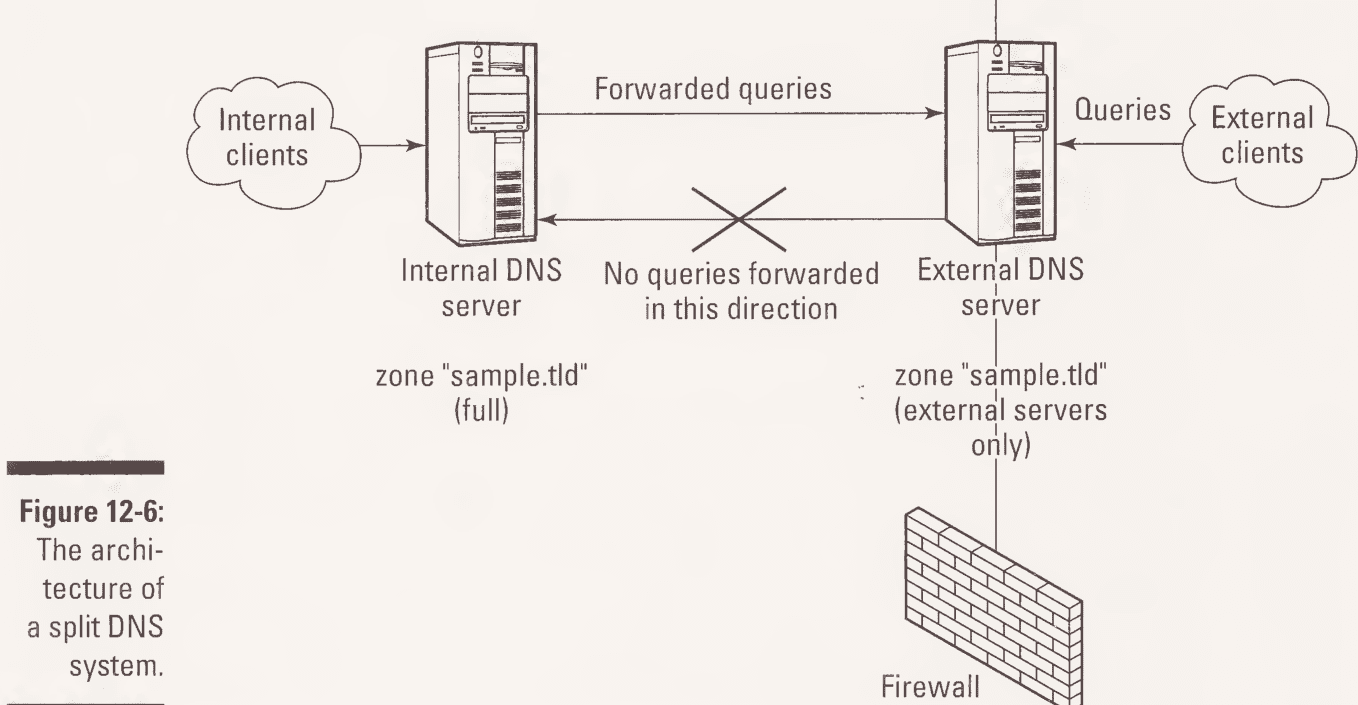 Internal
clients
Forwarded queries
Queries
External
clients
Internal DNS
server
No queries forwarded
in this direction
External DNS
server
zone "sample.tld"
(full)
zone "sample.tld"
(external servers
only)
Figure 12-6:
The archi-
tecture of
a split DNS
system.
Firewall